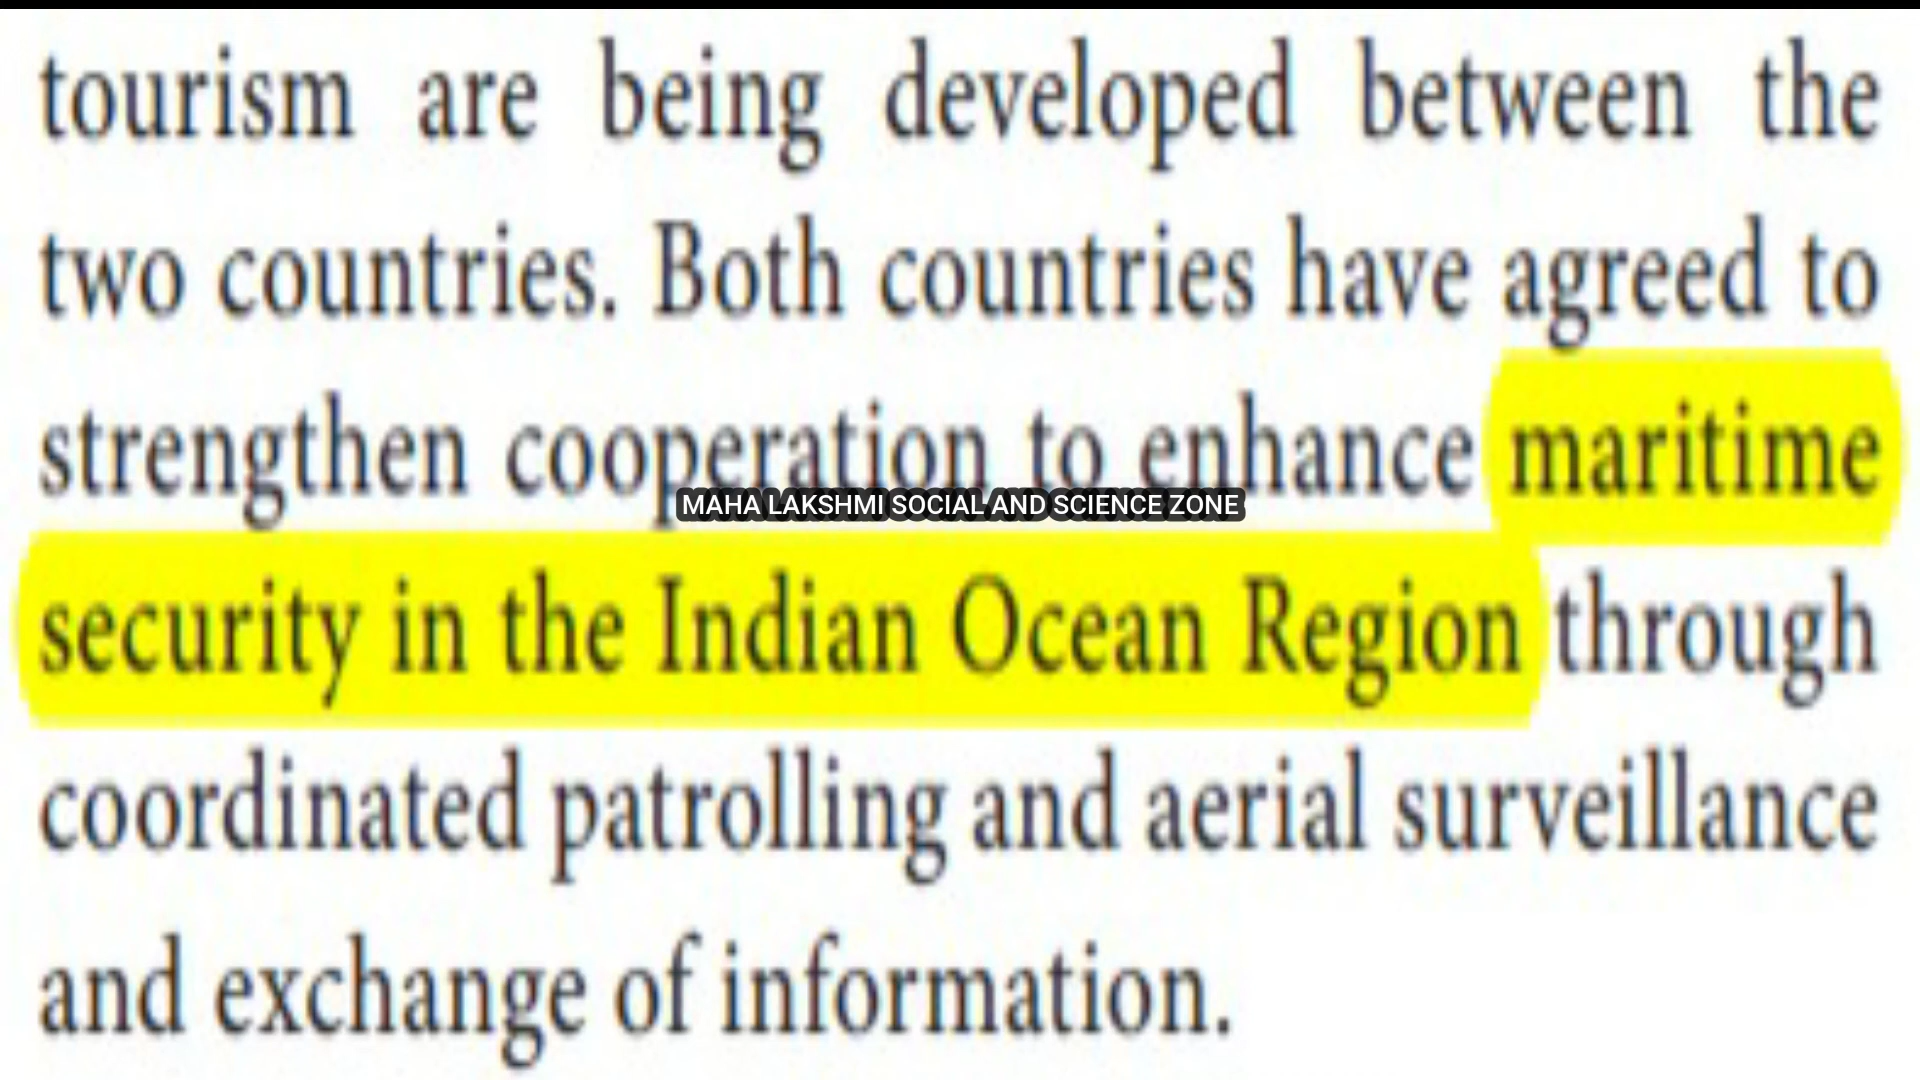 tourism are being developed between the
two countries. Both countries have agreed to
strengthen cooperation to enhance maritime
MAHA LAKSHMI SOCIAL AND SCIENCE ZONE
security in the Indian Ocean Region through
coordinated patrolling and aerial surveillance
and exchange of information.